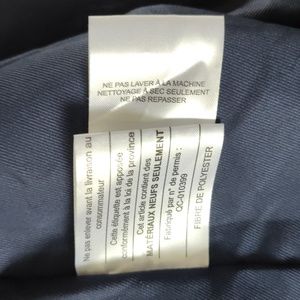 NE PAS LAVER À LA MACHINE
NETTOYAGE À SEC SEULEMENT
NE PAS REPASSER
Ne pas enlever avant la livraison au
consommateur
Cette étiquette est apposée
conformément à la loi de la province
Cet article contient des
MATÉRIAUX NEUFS SEULEMENT
Fabriqué par n° de permis :
QC-010399
FIBRE DE POLYESTER